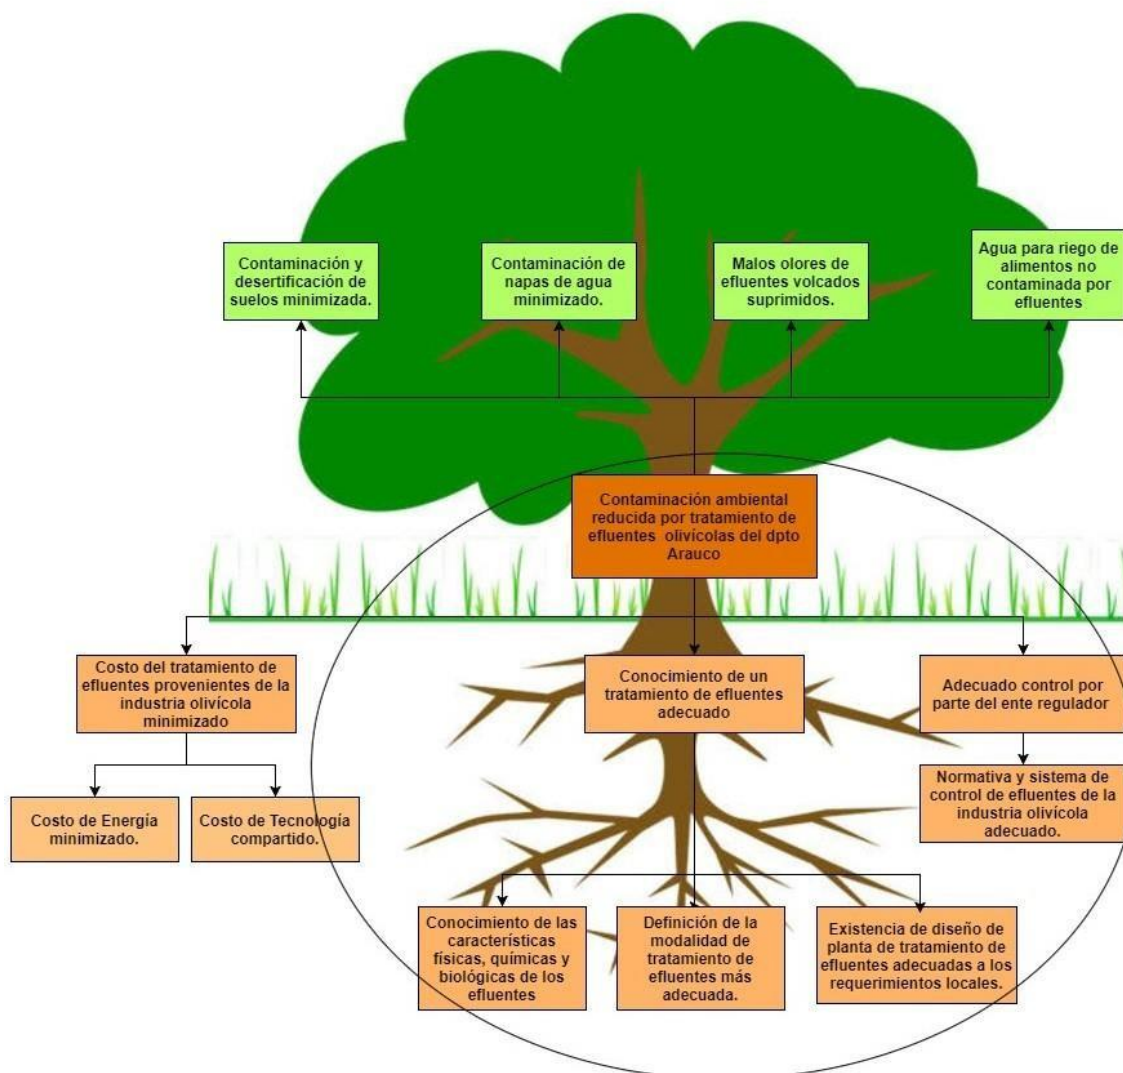 Contaminación y
desertificación de
suelos minimizada.
Contaminación de
napas de agua
minimizado.
Malos olores de
efluentes volcados
suprimidos.
Agua para riego de
alimentos no
contaminada por
efluentes
Contaminación ambiental
reducida por tratamiento de
efluentes olivícolas del dpto
Arauco
Costo del tratamiento de
efluentes provenientes de la
industria olivícola
minimizado
Conocimiento de un
tratamiento de efluentes
adecuado
Adecuado control por
parte del ente regulador
Costo de Energía
minimizado.
Costo de Tecnología
compartido.
Normativa y sistema de
control de efluentes de la
industria olivícola
adecuado.
Conocimiento de las
características
físicas, químicas y
biológicas de los
efluentes
Definición de la
modalidad de
tratamiento de
efluentes más
adecuada.
Existencia de diseño de
planta de tratamiento de
efluentes adecuadas a los
requerimientos locales.